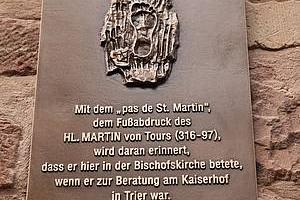 Mit dem „pas de St. Martin",
dem Fußabdruck des
HL. MARTIN von Tours (316-97),
wird daran erinnert,
dass er hier in der Bischofskirche betete,
wenn er zur Beratung am Kaiserhof
in Trier war.